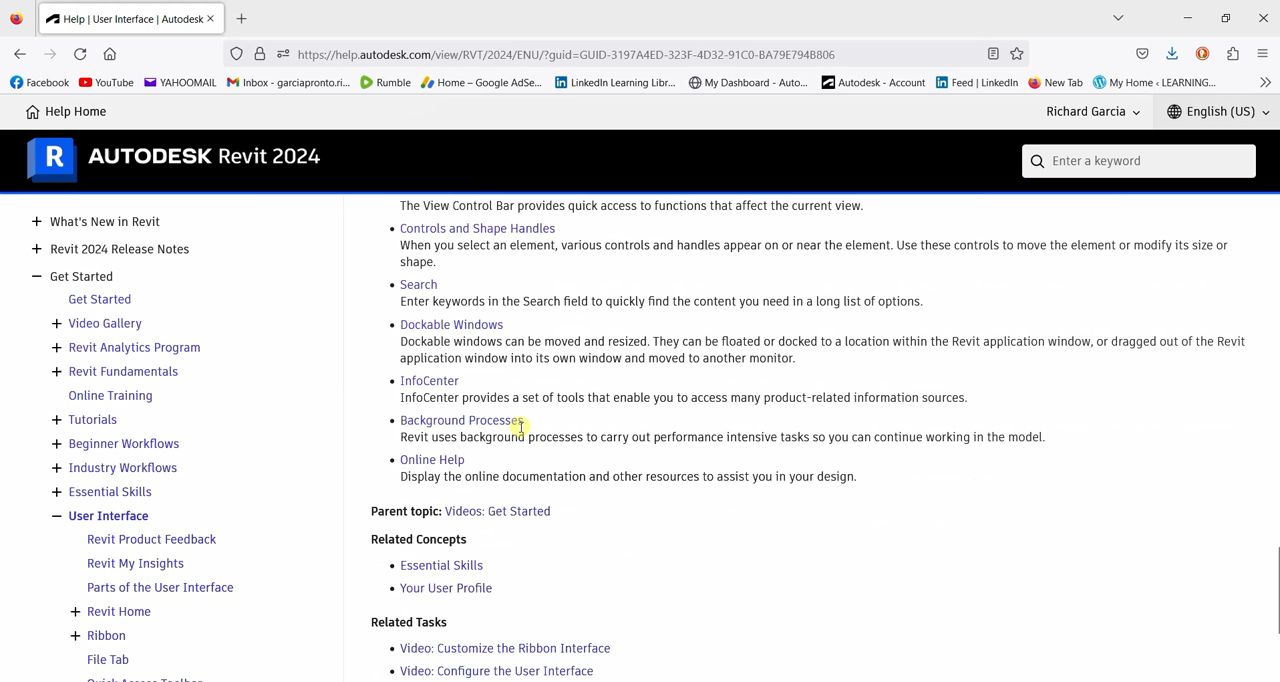 Help | User Interface | Autodesk
https://help.autodesk.com/view/RVT/2024/ENU/?guid=GUID-3197A4ED-323F-4D32-91C0-BA79E794B806
Facebook YouTube YAHOOMAIL Inbox - garciapronto.ri... Rumble Home – Google AdSe... LinkedIn Learning Libr... My Dashboard - Auto... Autodesk - Account Feed | LinkedIn New Tab My Home ‹ LEARNING...
Help Home Richard Garcia English (US)
R AUTODESK Revit 2024 Enter a keyword
What's New in Revit
Revit 2024 Release Notes
Get Started
Get Started
Video Gallery
Revit Analytics Program
Revit Fundamentals
Online Training
Tutorials
Beginner Workflows
Industry Workflows
Essential Skills
User Interface
Revit Product Feedback
Revit My Insights
Parts of the User Interface
Revit Home
Ribbon
File Tab
Quick Access Toolbar
The View Control Bar provides quick access to functions that affect the current view.
• Controls and Shape Handles
When you select an element, various controls and handles appear on or near the element. Use these controls to move the element or modify its size or
shape.
• Search
Enter keywords in the Search field to quickly find the content you need in a long list of options.
• Dockable Windows
Dockable windows can be moved and resized. They can be floated or docked to a location within the Revit application window, or dragged out of the Revit
application window into its own window and moved to another monitor.
• InfoCenter
InfoCenter provides a set of tools that enable you to access many product-related information sources.
• Background Processes
Revit uses background processes to carry out performance intensive tasks so you can continue working in the model.
• Online Help
Display the online documentation and other resources to assist you in your design.
Parent topic: Videos: Get Started
Related Concepts
• Essential Skills
• Your User Profile
Related Tasks
• Video: Customize the Ribbon Interface
• Video: Configure the User Interface